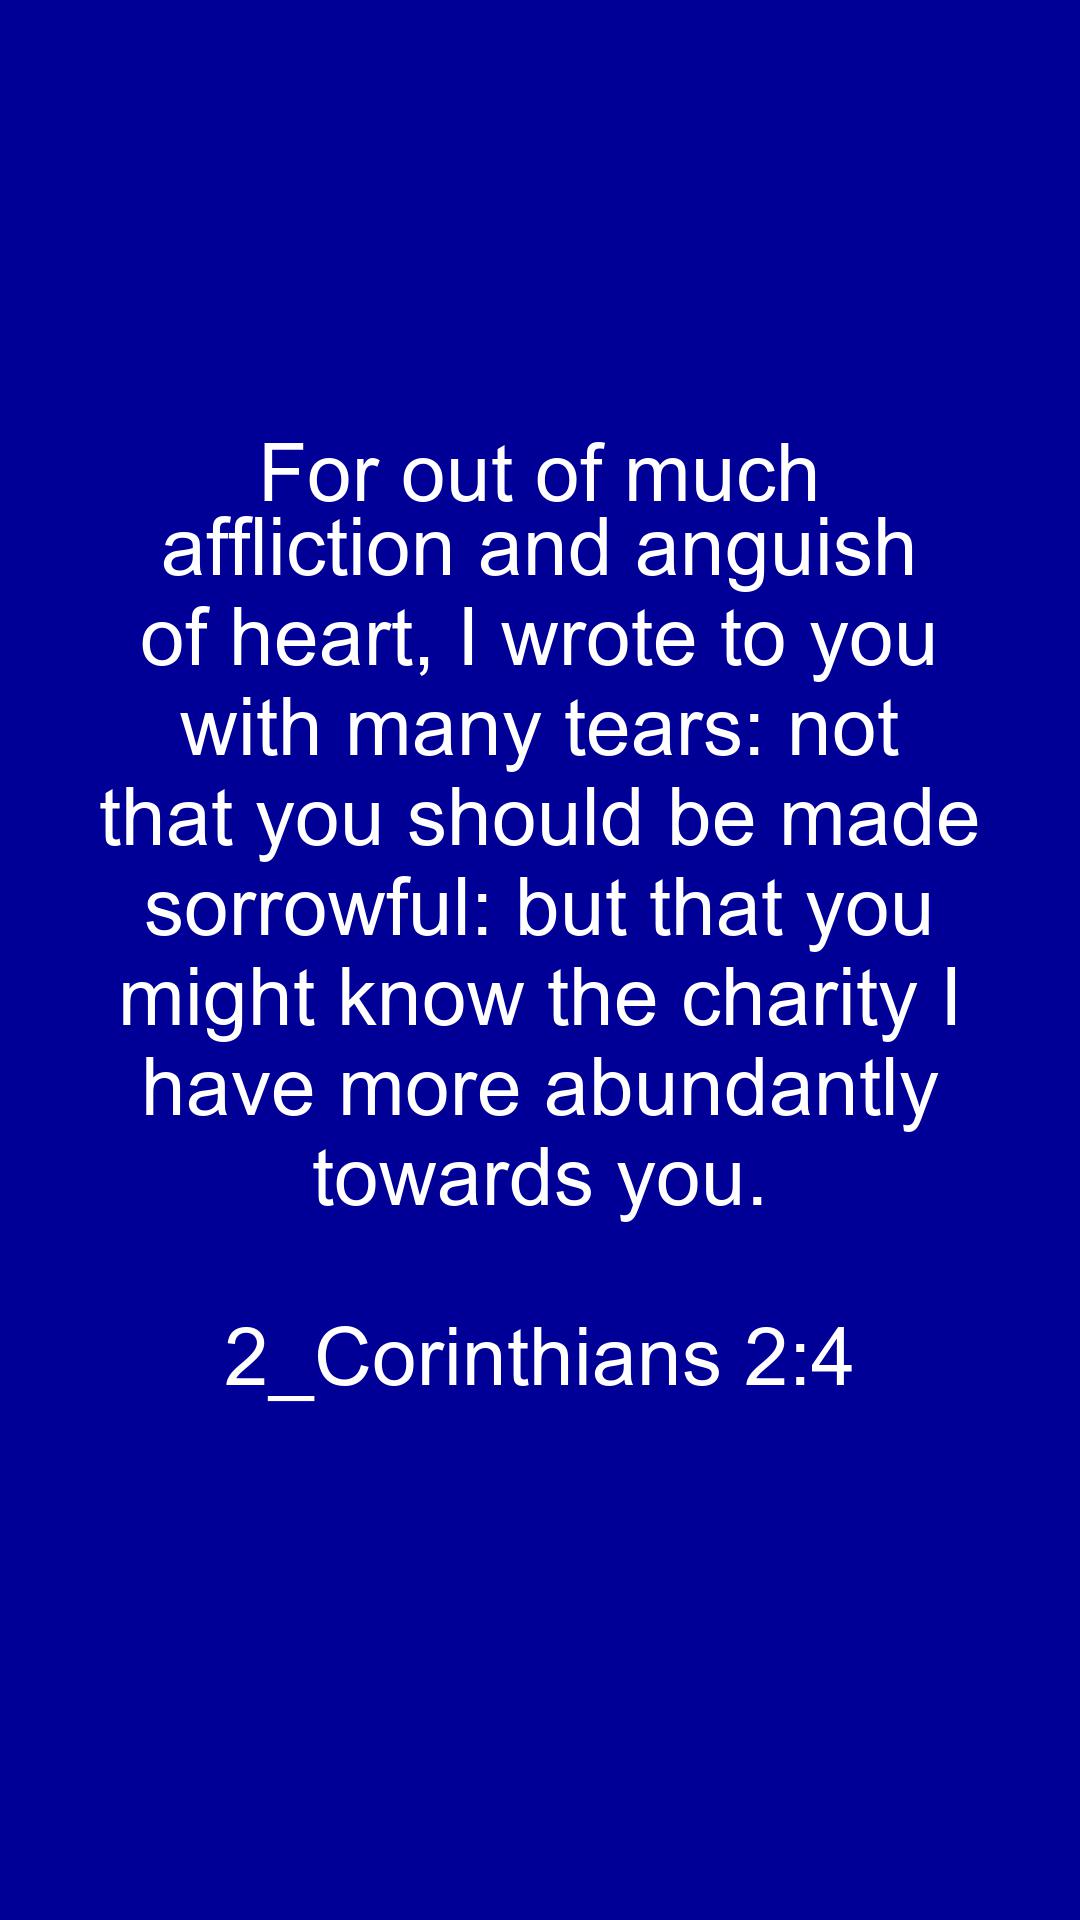 For out of much
affliction and anguish
of heart, I wrote to you
with many tears: not
that you should be made
sorrowful: but that you
might know the charity I
have more abundantly
towards you.
2_Corinthians 2:4